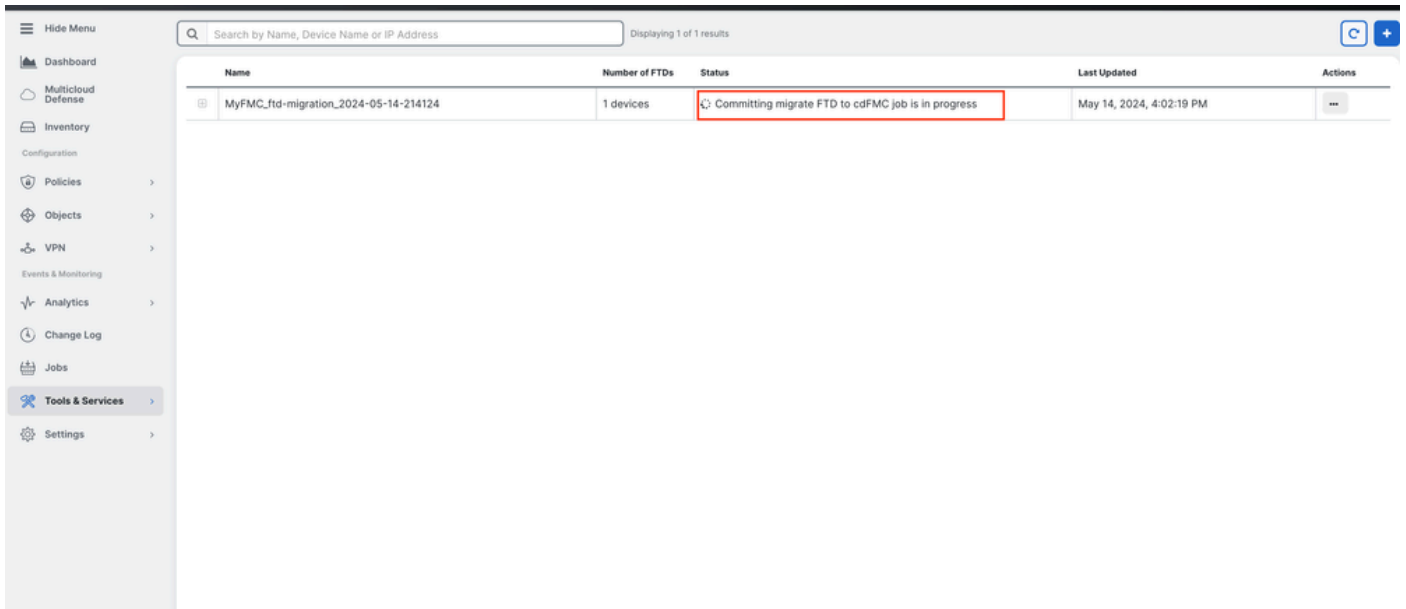 Hide Menu
Search by Name, Device Name or IP Address
Displaying 1 of 1 results
Dashboard
Multicloud
Defense
Inventory
Configuration
Policies
Objects
VPN
Events & Monitoring
Analytics
Change Log
Jobs
Tools & Services
Settings
Name Number of FTDs Status Last Updated Actions
MyFMC_ftd-migration_2024-05-14-214124 1 devices Committing migrate FTD to cdFMC job is in progress May 14, 2024, 4:02:19 PM